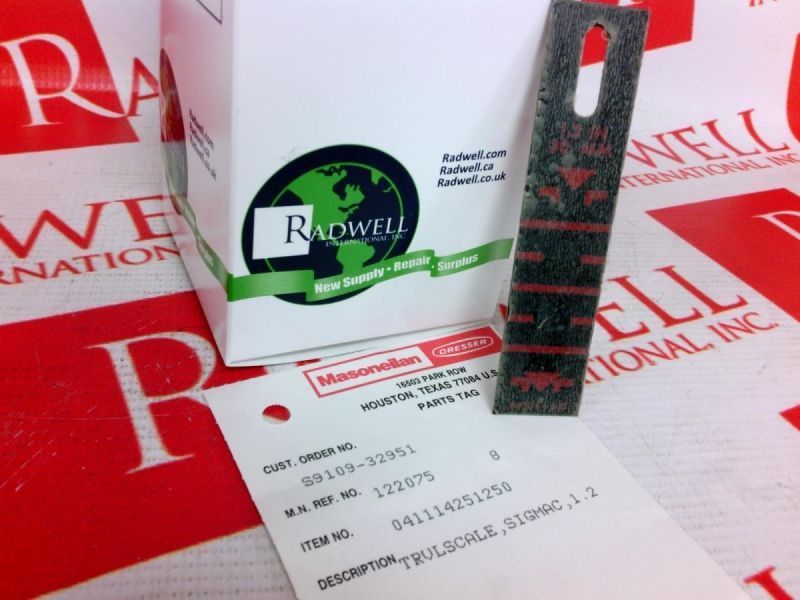 Radwell.com
Radwell.ca
Radwell.co.uk
RADWELL
INTERNATIONAL, INC.
New Supply • Repair • Surplus
Masoneilan DRESSER
16503 PARK ROW
HOUSTON, TEXAS 77084 U.S.
PARTS TAG
CUST. ORDER NO.
S9109-32951
M.N. REF. NO. 122075 8
ITEM NO. 041114251250
DESCRIPTION TRVLSCALE,SIGMAC,1.2